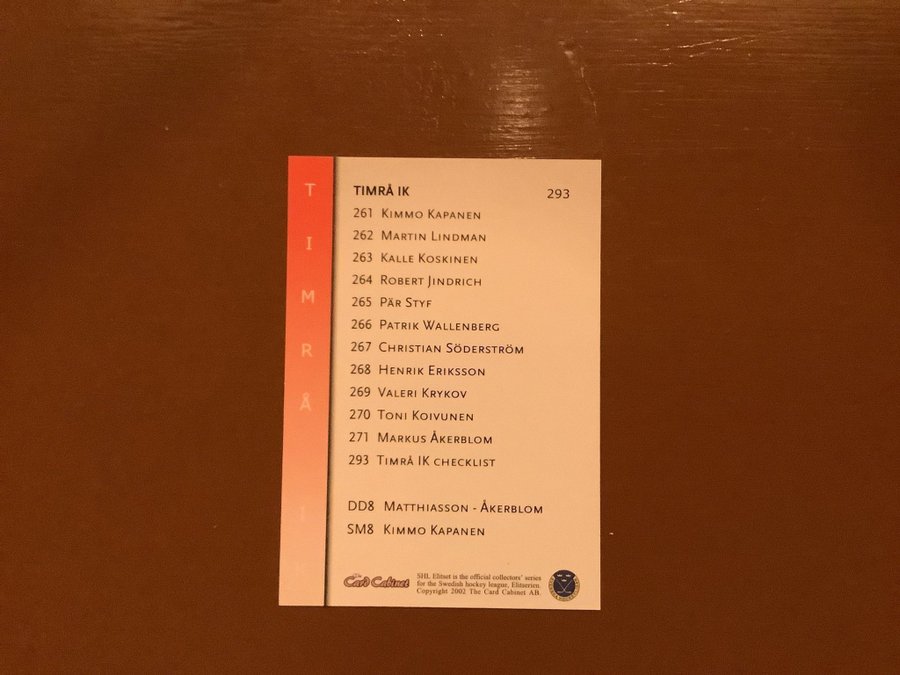 TIMRÅ I
TIMRÅ IK 293
261 KIMMO KAPANEN
262 MARTIN LINDMAN
263 KALLE KOSKINEN
264 ROBERT JINDRICH
265 PÄR STYF
266 PATRIK WALLENBERG
267 CHRISTIAN SÖDERSTRÖM
268 HENRIK ERIKSSON
269 VALERI KRYKOV
270 TONI KOIVUNEN
271 MARKUS ÅKERBLOM
293 TIMRÅ IK CHECKLIST
DD8 MATTHIASSON - ÅKERBLOM
SM8 KIMMO KAPANEN
The Card Cabinet
SHL Elitset is the official collectors' series
for the Swedish hockey league, Elitserien.
Copyright 2002 The Card Cabinet AB.